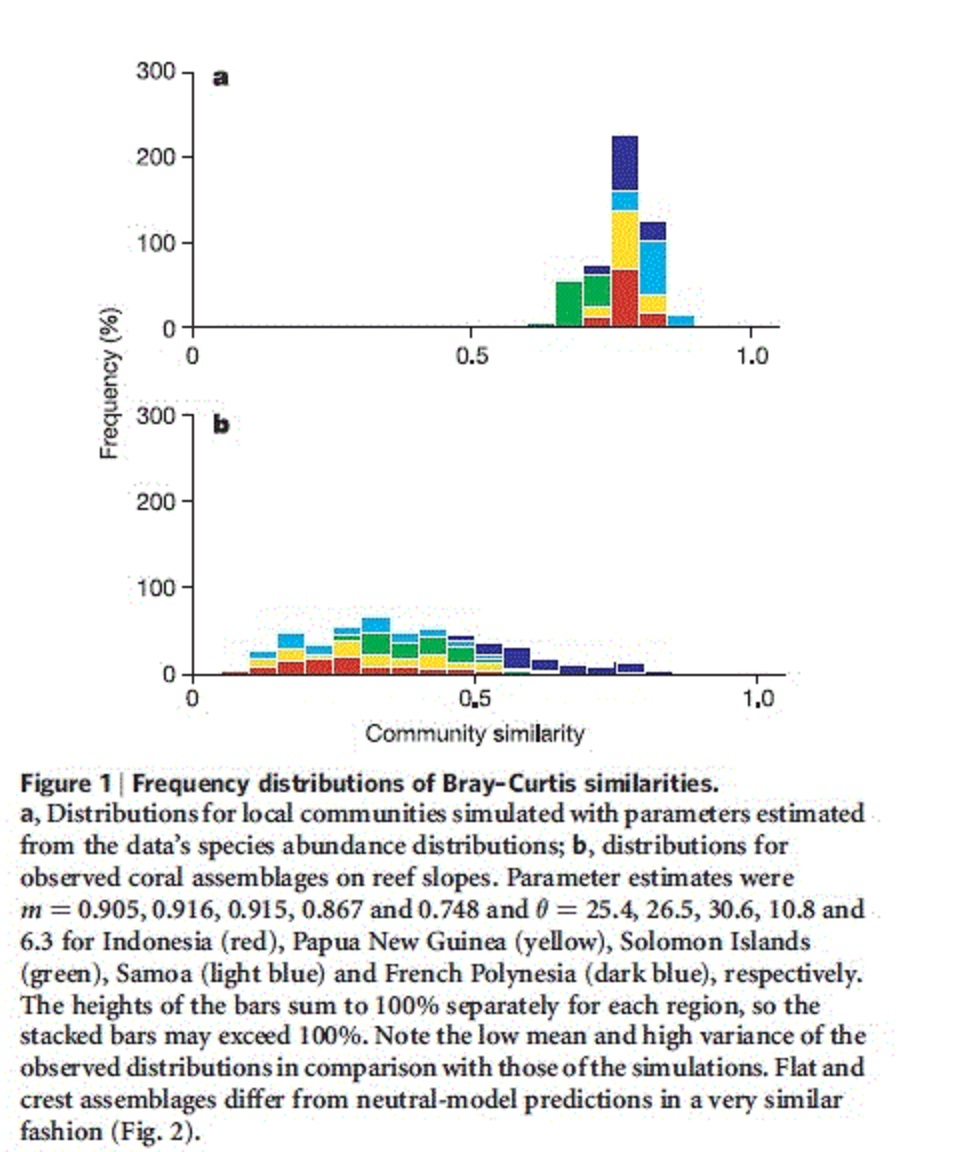 300
a
200
100
0
0
0.5
1.0
Frequency (%)
300
b
200
100
0
0
0.5
1.0
Community similarity
Figure 1 | Frequency distributions of Bray–Curtis similarities.
a, Distributions for local communities simulated with parameters estimated
from the data’s species abundance distributions; b, distributions for
observed coral assemblages on reef slopes. Parameter estimates were
m = 0.905, 0.916, 0.915, 0.867 and 0.748 and θ = 25.4, 26.5, 30.6, 10.8 and
6.3 for Indonesia (red), Papua New Guinea (yellow), Solomon Islands
(green), Samoa (light blue) and French Polynesia (dark blue), respectively.
The heights of the bars sum to 100% separately for each region, so the
stacked bars may exceed 100%. Note the low mean and high variance of the
observed distributions in comparison with those of the simulations. Flat and
crest assemblages differ from neutral-model predictions in a very similar
fashion (Fig. 2).